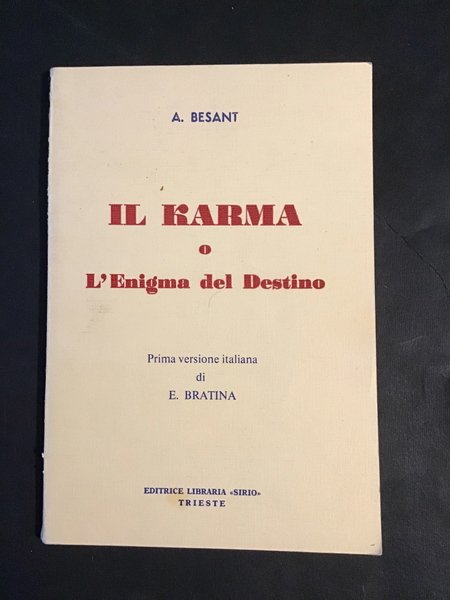 A. BESANT
IL KARMA
O
L'Enigma del Destino
Prima versione italiana
di
E. BRATINA
EDITRICE LIBRARIA «SIRIO»
TRIESTE